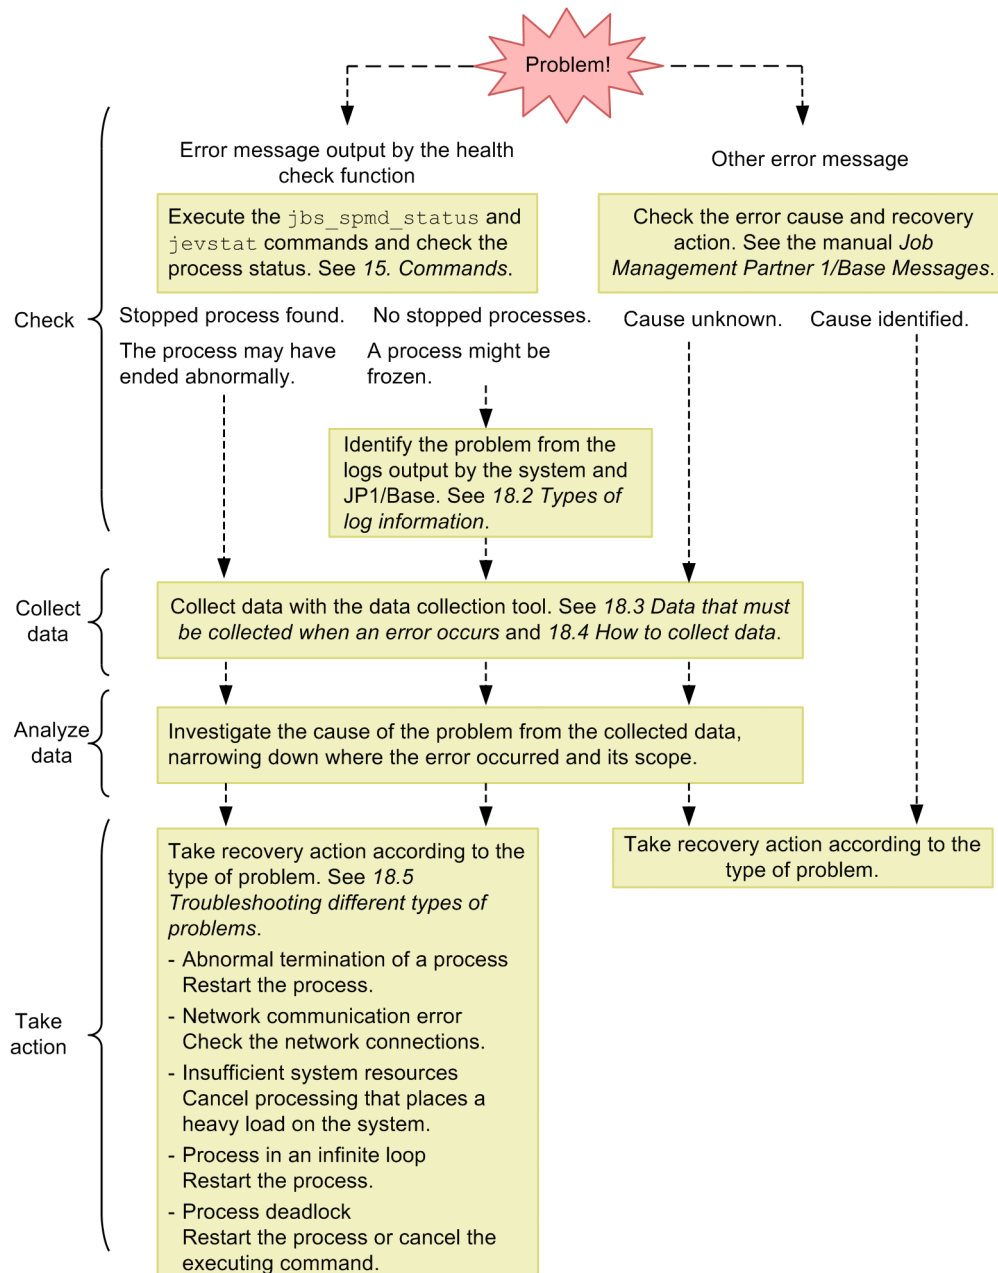 Problem!
Error message output by the health
check function
Other error message
Execute the jbs_spmd_status and
jevstat commands and check the
process status. See 15. Commands.
Check the error cause and recovery
action. See the manual Job
Management Partner 1/Base Messages.
Check
Stopped process found.
The process may have
ended abnormally.
No stopped processes.
A process might be
frozen.
Cause unknown.
Cause identified.
Identify the problem from the
logs output by the system and
JP1/Base. See 18.2 Types of
log information.
Collect
data
Collect data with the data collection tool. See 18.3 Data that must
be collected when an error occurs and 18.4 How to collect data.
Analyze
data
Investigate the cause of the problem from the collected data,
narrowing down where the error occurred and its scope.
Take
action
Take recovery action according to the
type of problem. See 18.5
Troubleshooting different types of
problems.
- Abnormal termination of a process
Restart the process.
- Network communication error
Check the network connections.
- Insufficient system resources
Cancel processing that places a
heavy load on the system.
- Process in an infinite loop
Restart the process.
- Process deadlock
Restart the process or cancel the
executing command.
Take recovery action according to the
type of problem.